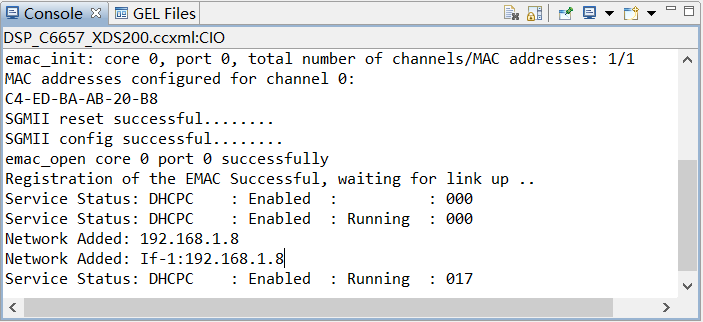 Console GEL Files
DSP_C6657_XDS200.ccxml:CIO
emac_init: core 0, port 0, total number of channels/MAC addresses: 1/1
MAC addresses configured for channel 0:
C4-ED-BA-AB-20-B8
SGMII reset successful........
SGMII config successful........
emac_open core 0 port 0 successfully
Registration of the EMAC Successful, waiting for link up ..
Service Status: DHCPC    : Enabled  :          : 000
Service Status: DHCPC    : Enabled  : Running  : 000
Network Added: 192.168.1.8
Network Added: If-1:192.168.1.8
Service Status: DHCPC    : Enabled  : Running  : 017